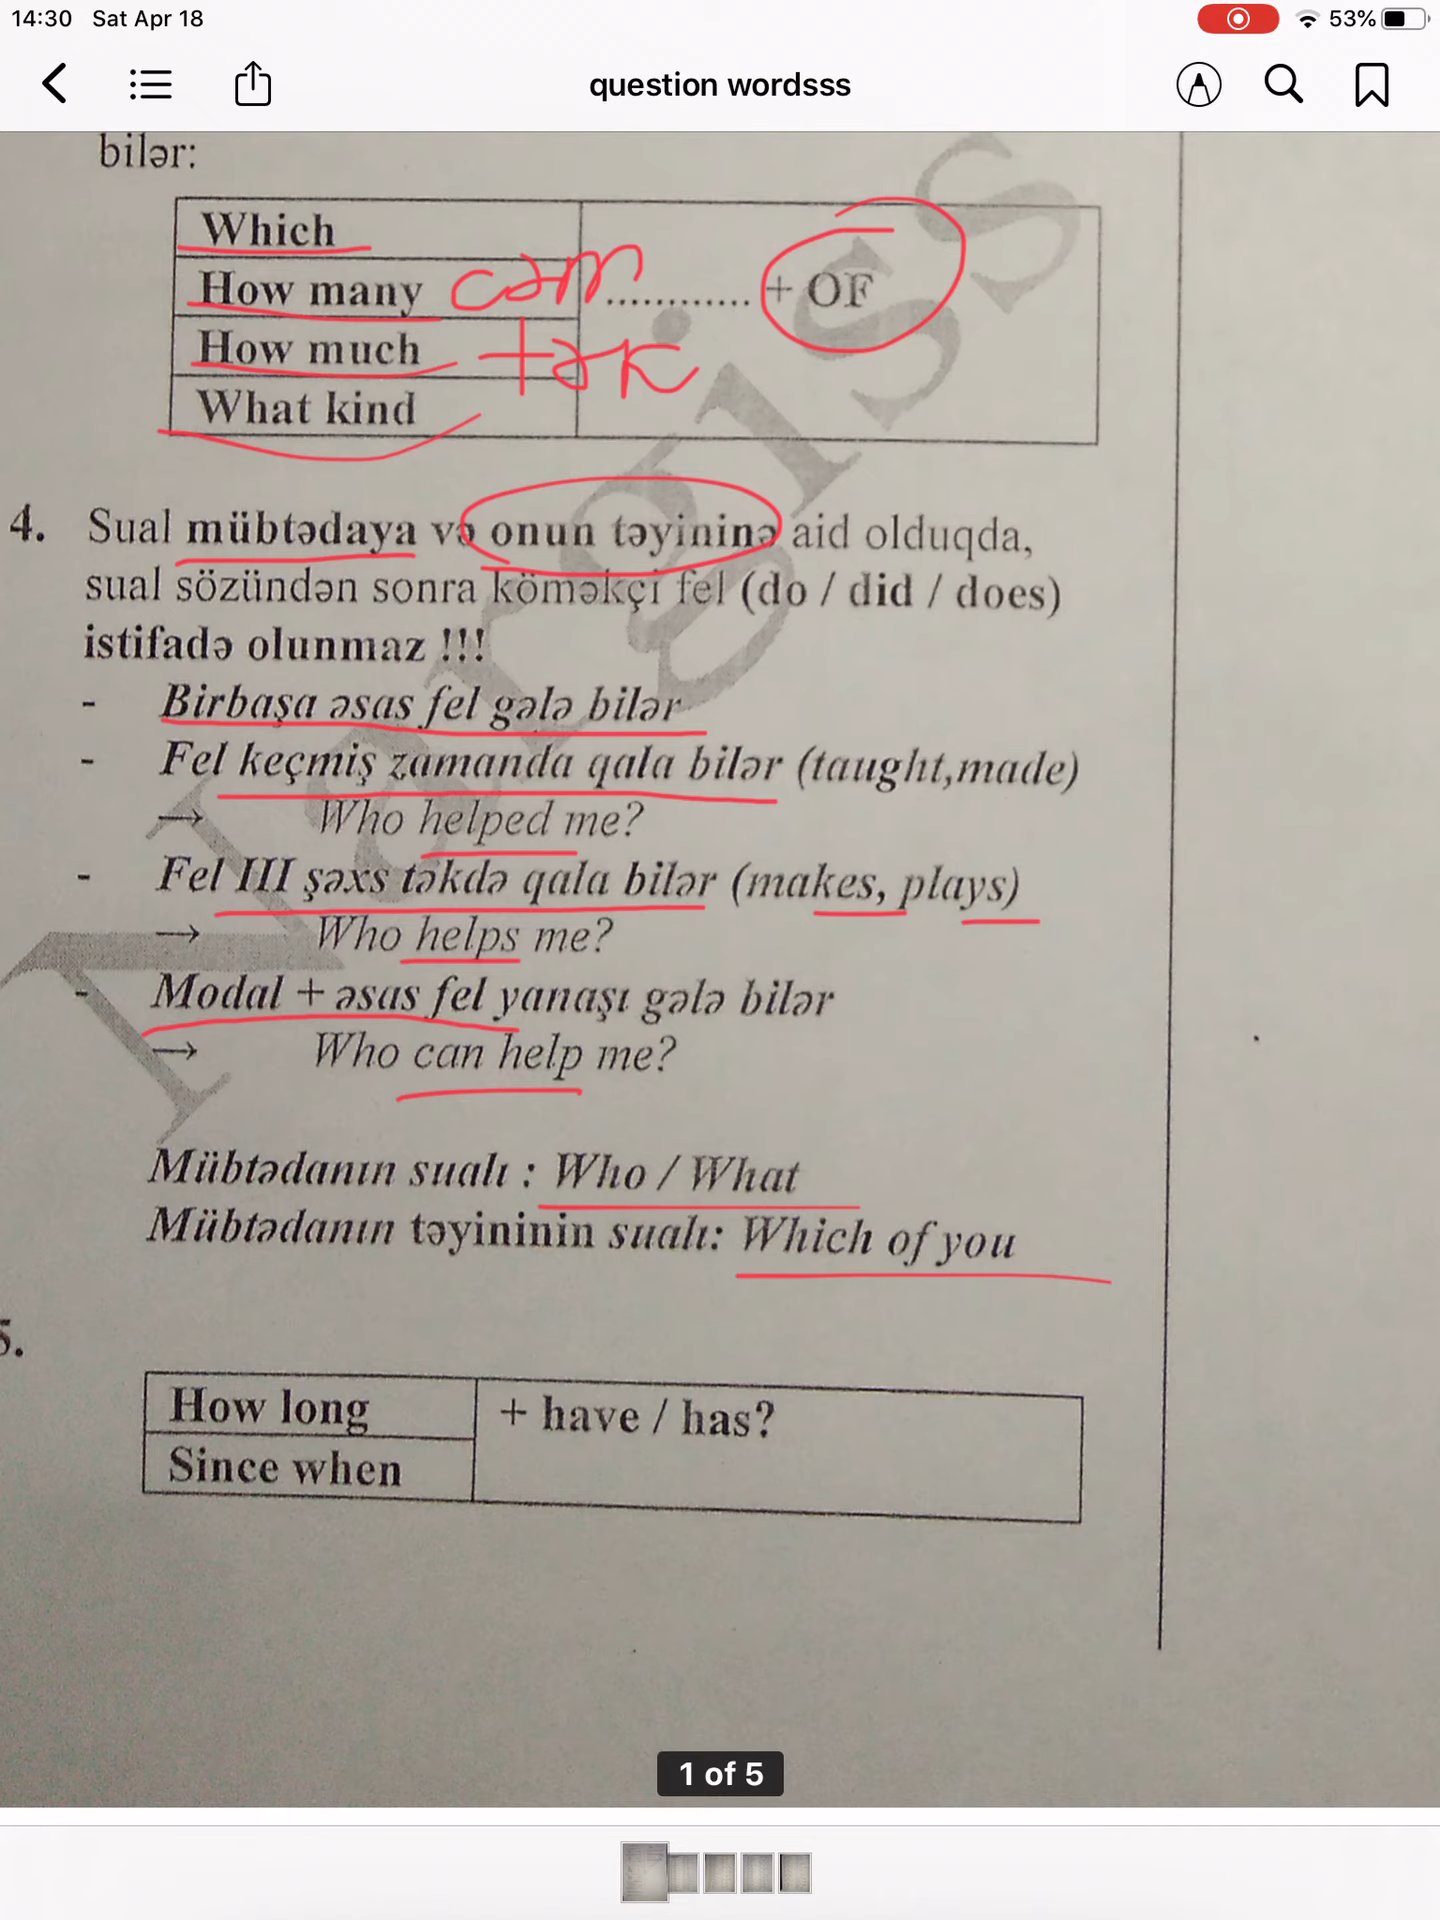 14:30 Sat Apr 18 53%
question wordsss
bilər:
Which
How many cəm ............ + OF
How much tək
What kind
4. Sual mübtədaya və onun təyininə aid olduqda,
sual sözündən sonra köməkçi fel (do / did / does)
istifadə olunmaz !!!
- Birbaşa əsas fel gələ bilər
- Fel keçmiş zamanda qala bilər (taught,made)
→ Who helped me?
- Fel III şəxs təkdə qala bilər (makes, plays)
→ Who helps me?
- Modal + əsas fel yanaşı gələ bilər
→ Who can help me?
Mübtədanın sualı : Who / What
Mübtədanın təyininin sualı: Which of you
5.
How long + have / has?
Since when
Nargiss
1 of 5